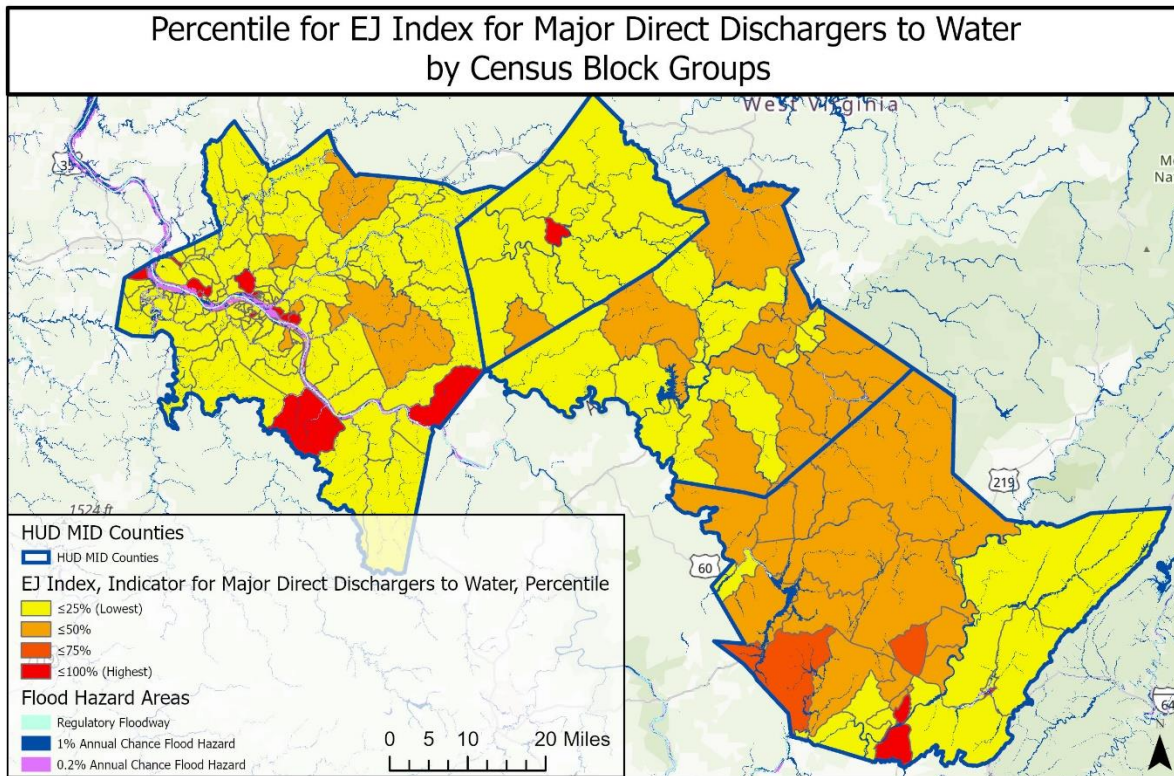 Percentile for EJ Index for Major Direct Dischargers to Water
by Census Block Groups
West Virginia
35
219
60
64
1524 ft
HUD MID Counties
HUD MID Counties
EJ Index, Indicator for Major Direct Dischargers to Water, Percentile
≤25% (Lowest)
≤50%
≤75%
≤100% (Highest)
Flood Hazard Areas
Regulatory Floodway
1% Annual Chance Flood Hazard
0.2% Annual Chance Flood Hazard
0 5 10 20 Miles
N